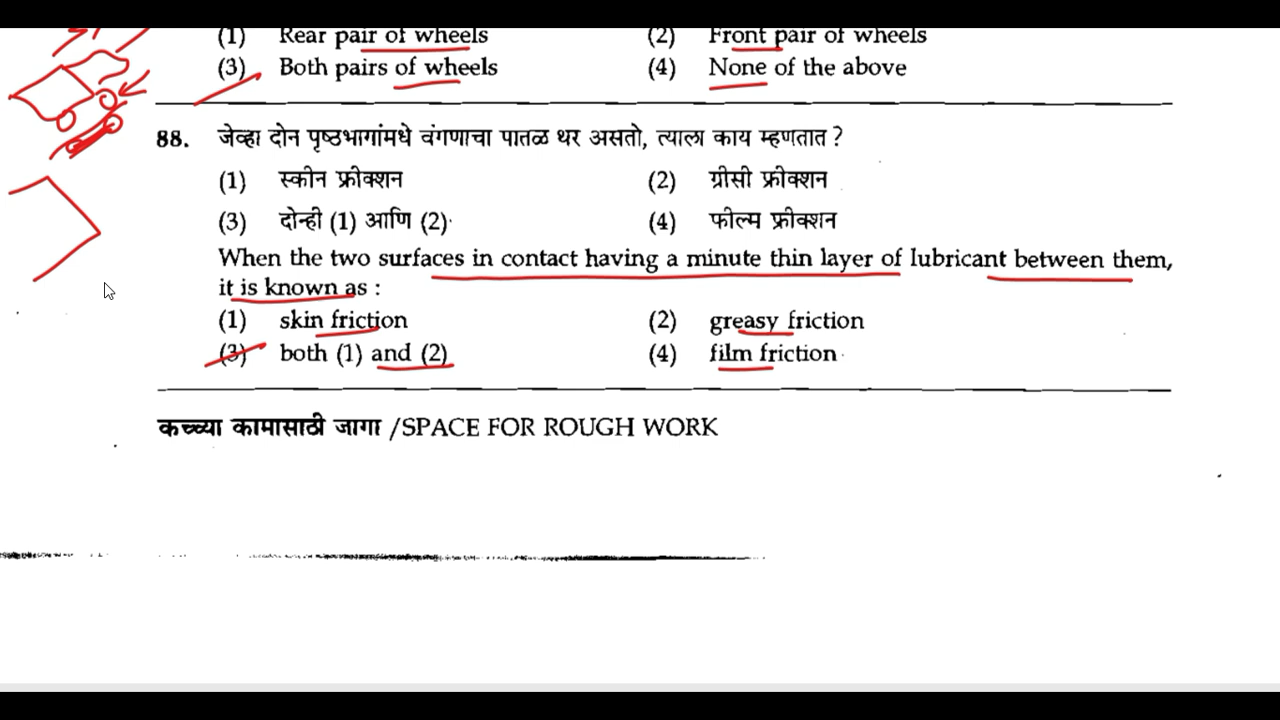 (1) Rear pair of wheels (2) Front pair of wheels
(3) Both pairs of wheels (4) None of the above
88. जेव्हा दोन पृष्ठभागांमधे वंगणाचा पातळ थर असतो, त्याला काय म्हणतात ?
(1) स्कीन फ्रीक्शन (2) ग्रीसी फ्रीक्शन
(3) दोन्ही (1) आणि (2) (4) फील्म फ्रीक्शन
When the two surfaces in contact having a minute thin layer of lubricant between them,
it is known as :
(1) skin friction (2) greasy friction
(3) both (1) and (2) (4) film friction
कच्च्या कामासाठी जागा /SPACE FOR ROUGH WORK